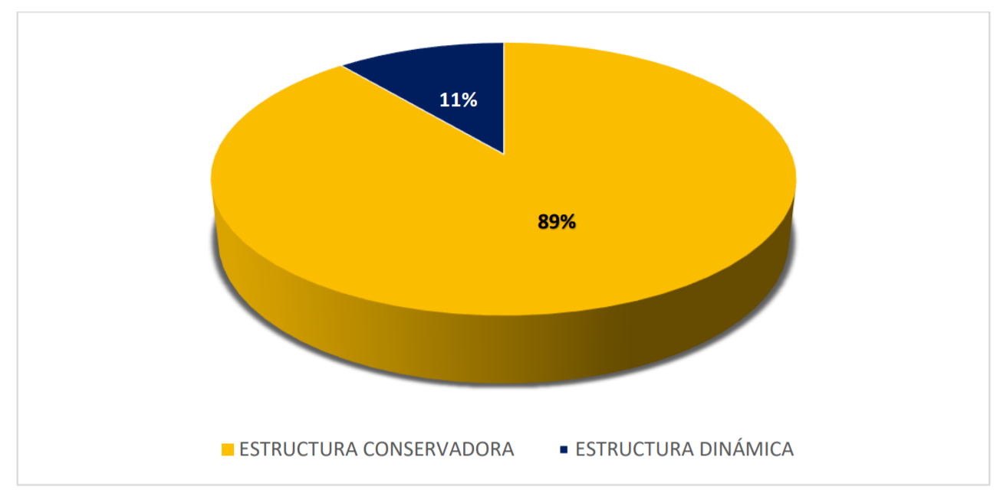 11%
89%
ESTRUCTURA CONSERVADORA
ESTRUCTURA DINÁMICA